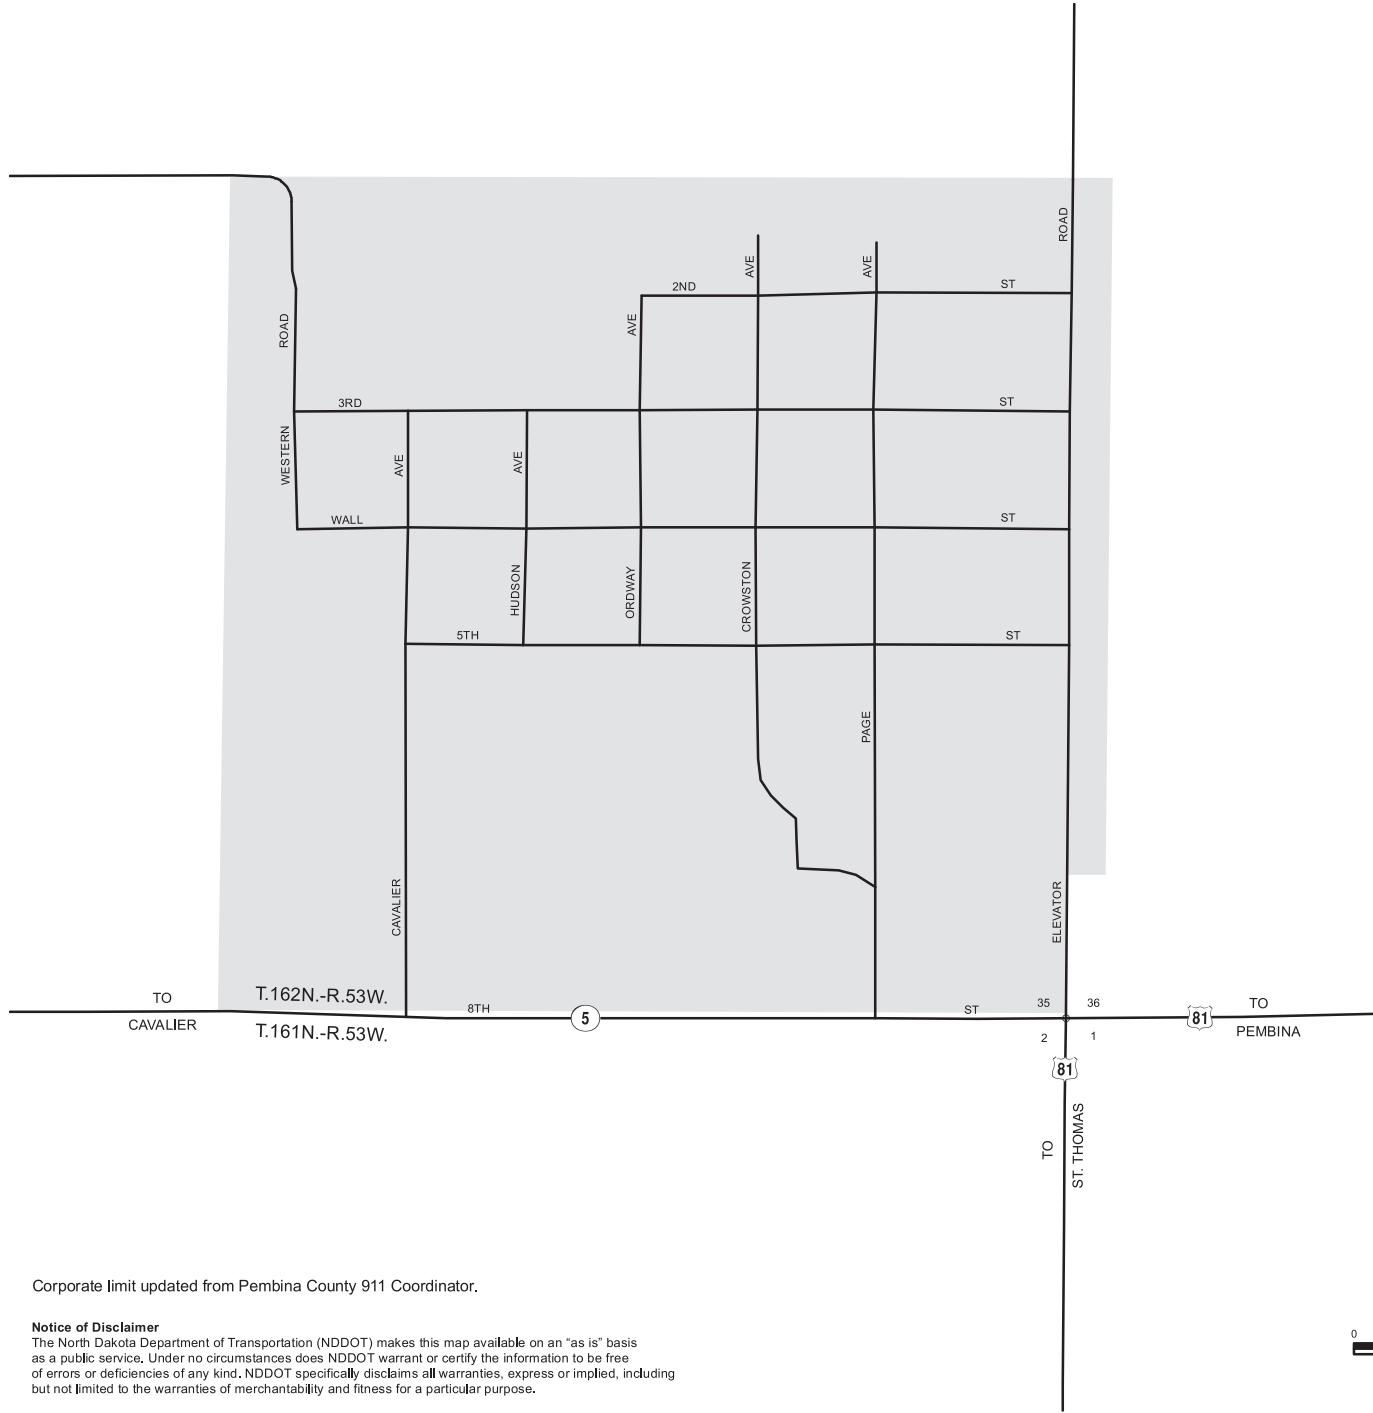 ROAD
AVE
AVE
2ND
ST
AVE
ROAD
3RD
ST
WESTERN
AVE
AVE
WALL
ST
HUDSON
ORDWAY
CROWSTON
5TH
ST
PAGE
CAVALIER
ELEVATOR
TO
CAVALIER
T.162N.-R.53W.
T.161N.-R.53W.
8TH
5
ST
35
36
2
1
81
TO
PEMBINA
81
TO
ST. THOMAS
Corporate limit updated from Pembina County 911 Coordinator.
Notice of Disclaimer
The North Dakota Department of Transportation (NDDOT) makes this map available on an “as is” basis
as a public service. Under no circumstances does NDDOT warrant or certify the information to be free
of errors or deficiencies of any kind. NDDOT specifically disclaims all warranties, express or implied, including
but not limited to the warranties of merchantability and fitness for a particular purpose.
0